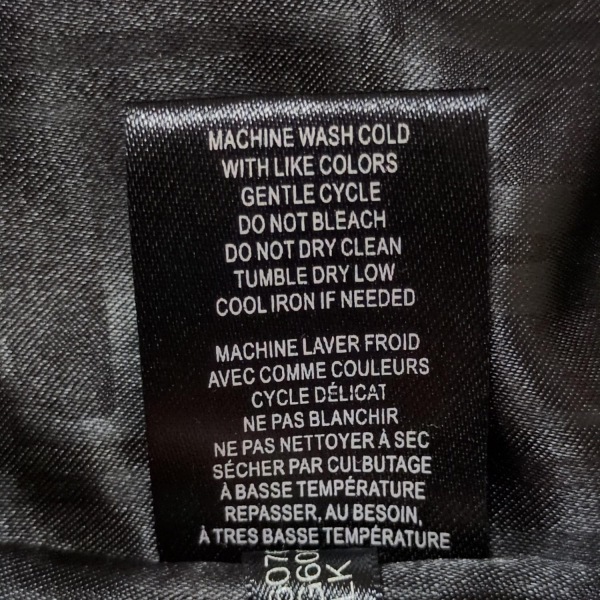 MACHINE WASH COLD
WITH LIKE COLORS
GENTLE CYCLE
DO NOT BLEACH
DO NOT DRY CLEAN
TUMBLE DRY LOW
COOL IRON IF NEEDED
MACHINE LAVER FROID
AVEC COMME COULEURS
CYCLE DÉLICAT
NE PAS BLANCHIR
NE PAS NETTOYER À SEC
SÉCHER PAR CULBUTAGE
À BASSE TEMPÉRATURE
REPASSER, AU BESOIN,
À TRES BASSE TEMPÉRATURE